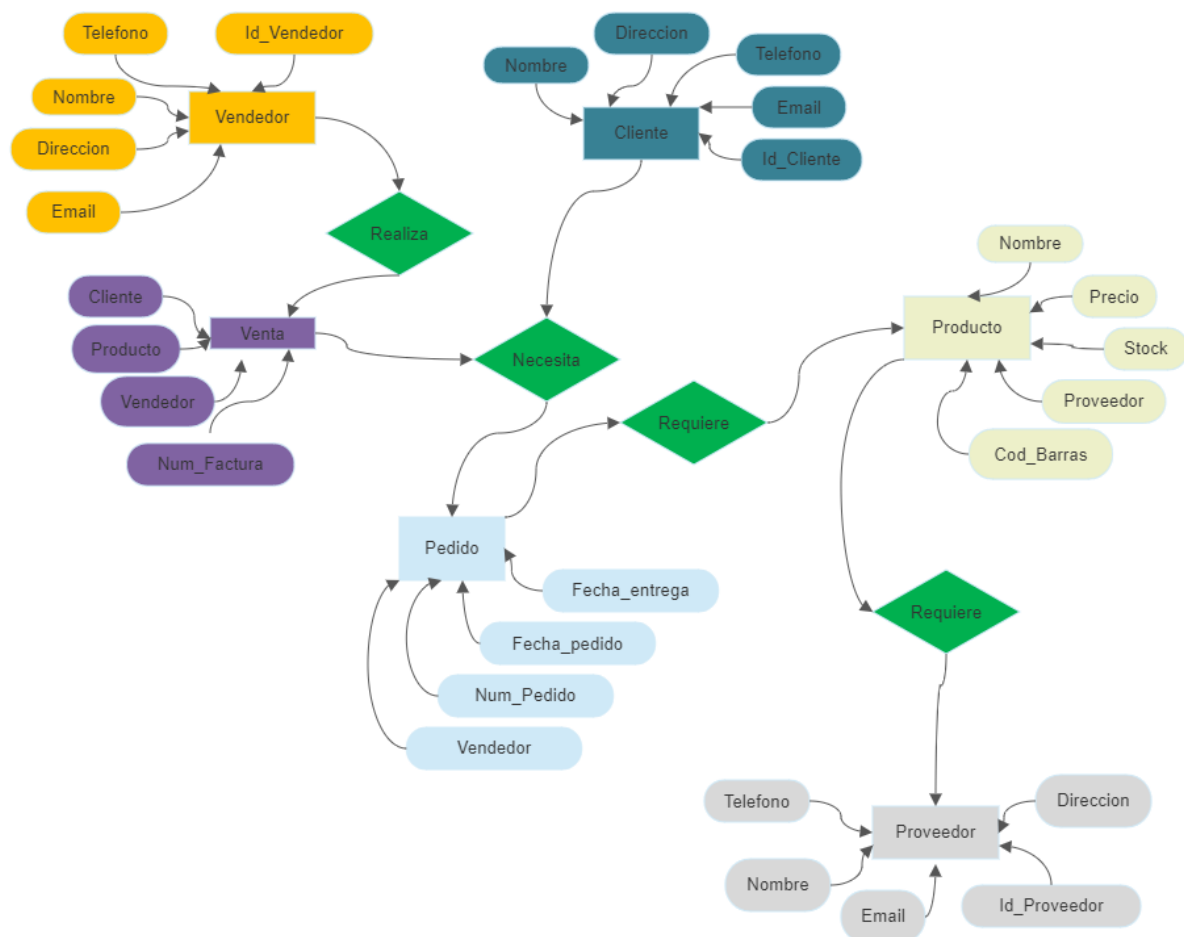 Telefono
Id_Vendedor
Nombre
Vendedor
Direccion
Email
Realiza
Direccion
Nombre
Telefono
Email
Cliente
Id_Cliente
Cliente
Venta
Producto
Vendedor
Num_Factura
Necesita
Requiere
Nombre
Precio
Producto
Stock
Proveedor
Cod_Barras
Pedido
Fecha_entrega
Fecha_pedido
Num_Pedido
Vendedor
Requiere
Telefono
Direccion
Proveedor
Nombre
Email
Id_Proveedor